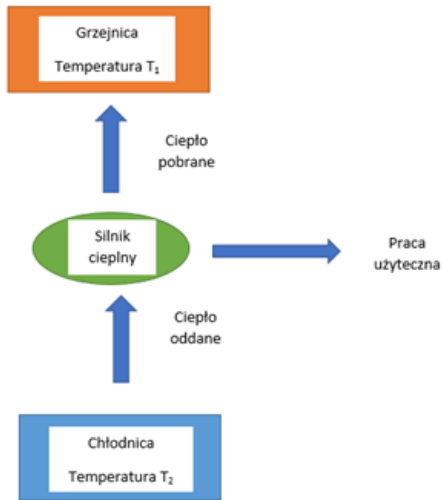 Grzejnica
Temperatura T₁
Ciepło
pobrane
Silnik
cieplny
Praca
użyteczna
Ciepło
oddane
Chłodnica
Temperatura T₂